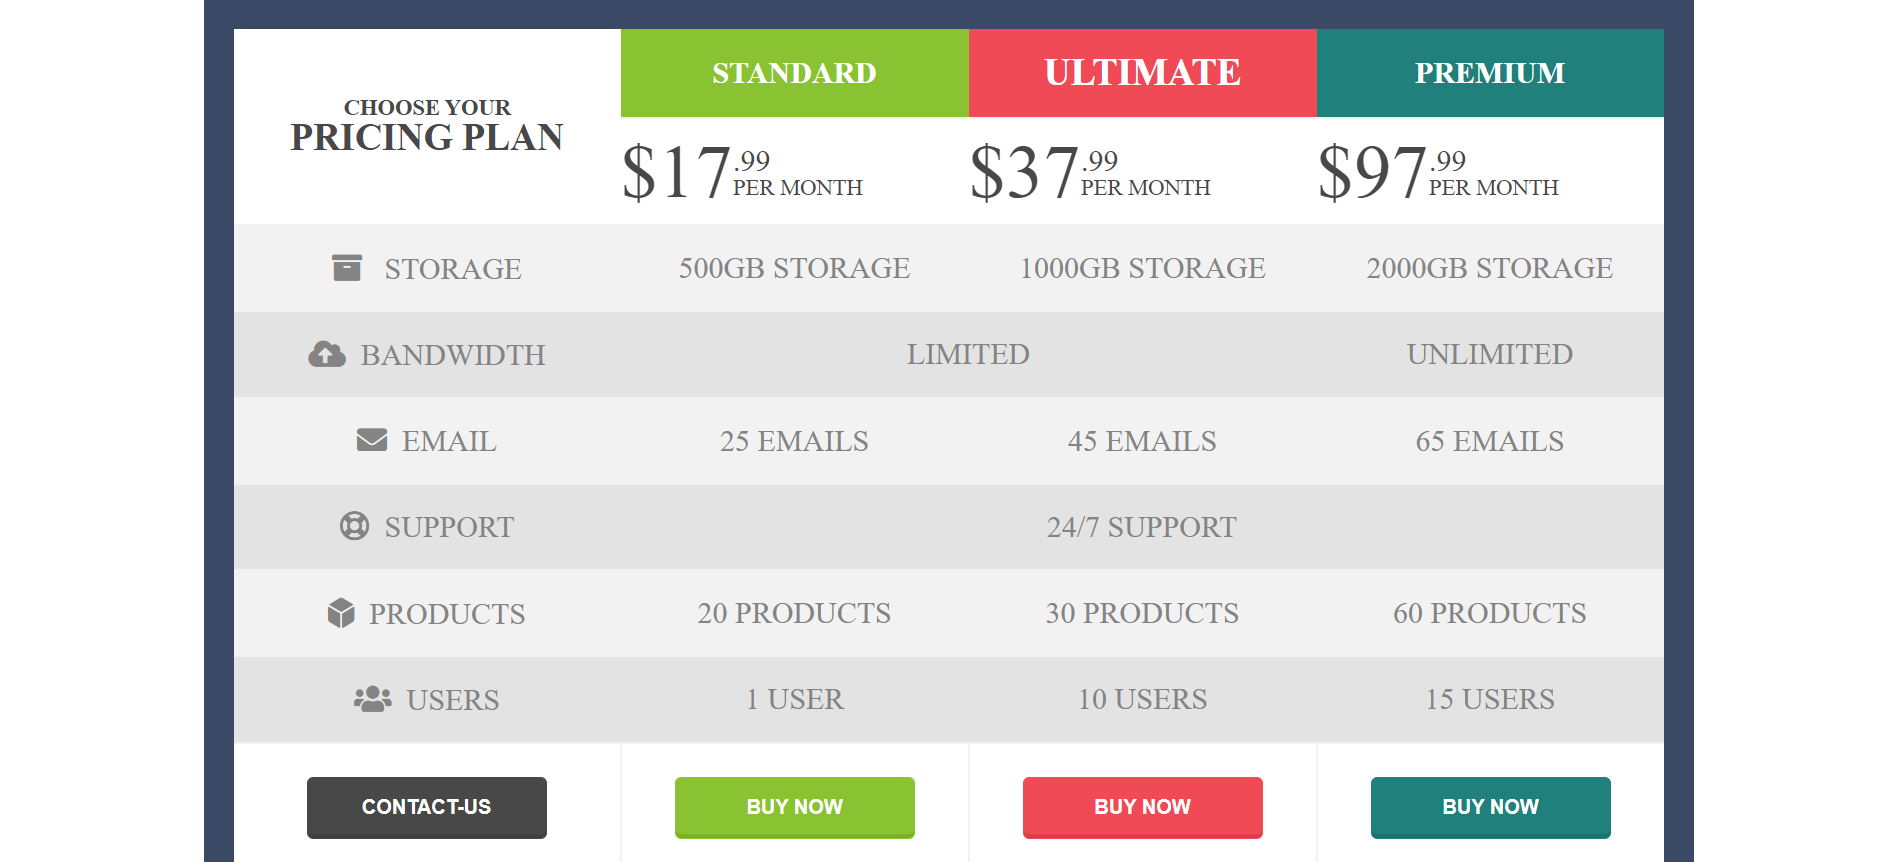 CHOOSE YOUR
PRICING PLAN
STANDARD
ULTIMATE
PREMIUM
$17.99
PER MONTH
$37.99
PER MONTH
$97.99
PER MONTH
STORAGE 500GB STORAGE 1000GB STORAGE 2000GB STORAGE
BANDWIDTH LIMITED UNLIMITED
EMAIL 25 EMAILS 45 EMAILS 65 EMAILS
SUPPORT 24/7 SUPPORT
PRODUCTS 20 PRODUCTS 30 PRODUCTS 60 PRODUCTS
USERS 1 USER 10 USERS 15 USERS
CONTACT-US BUY NOW BUY NOW BUY NOW